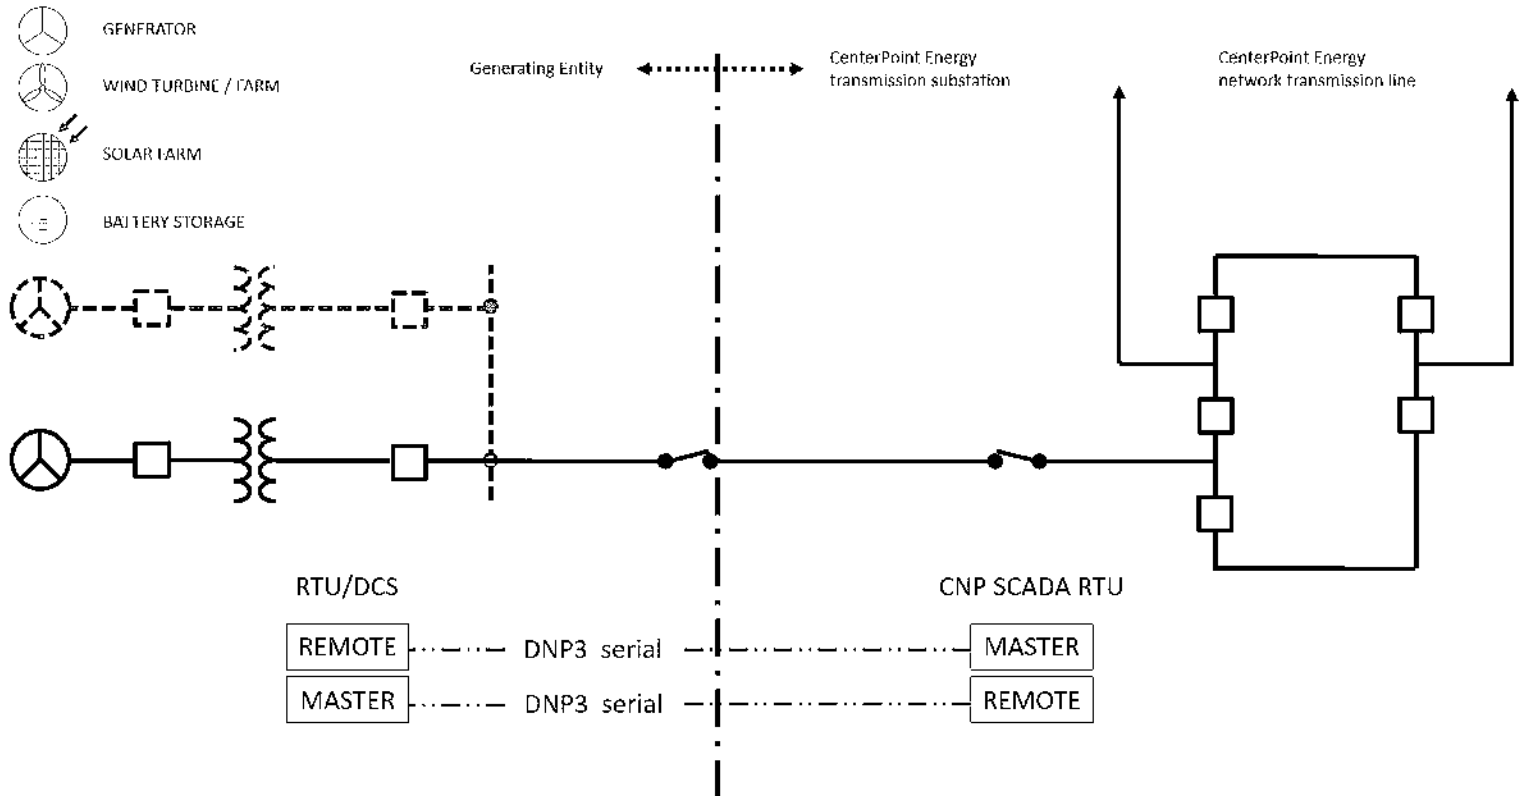 GENERATOR
WIND TURBINE / FARM
SOLAR FARM
BATTERY STORAGE
Generating Entity
CenterPoint Energy
transmission substation
CenterPoint Energy
network transmission line
RTU/DCS
CNP SCADA RTU
REMOTE
DNP3 serial
MASTER
MASTER
DNP3 serial
REMOTE